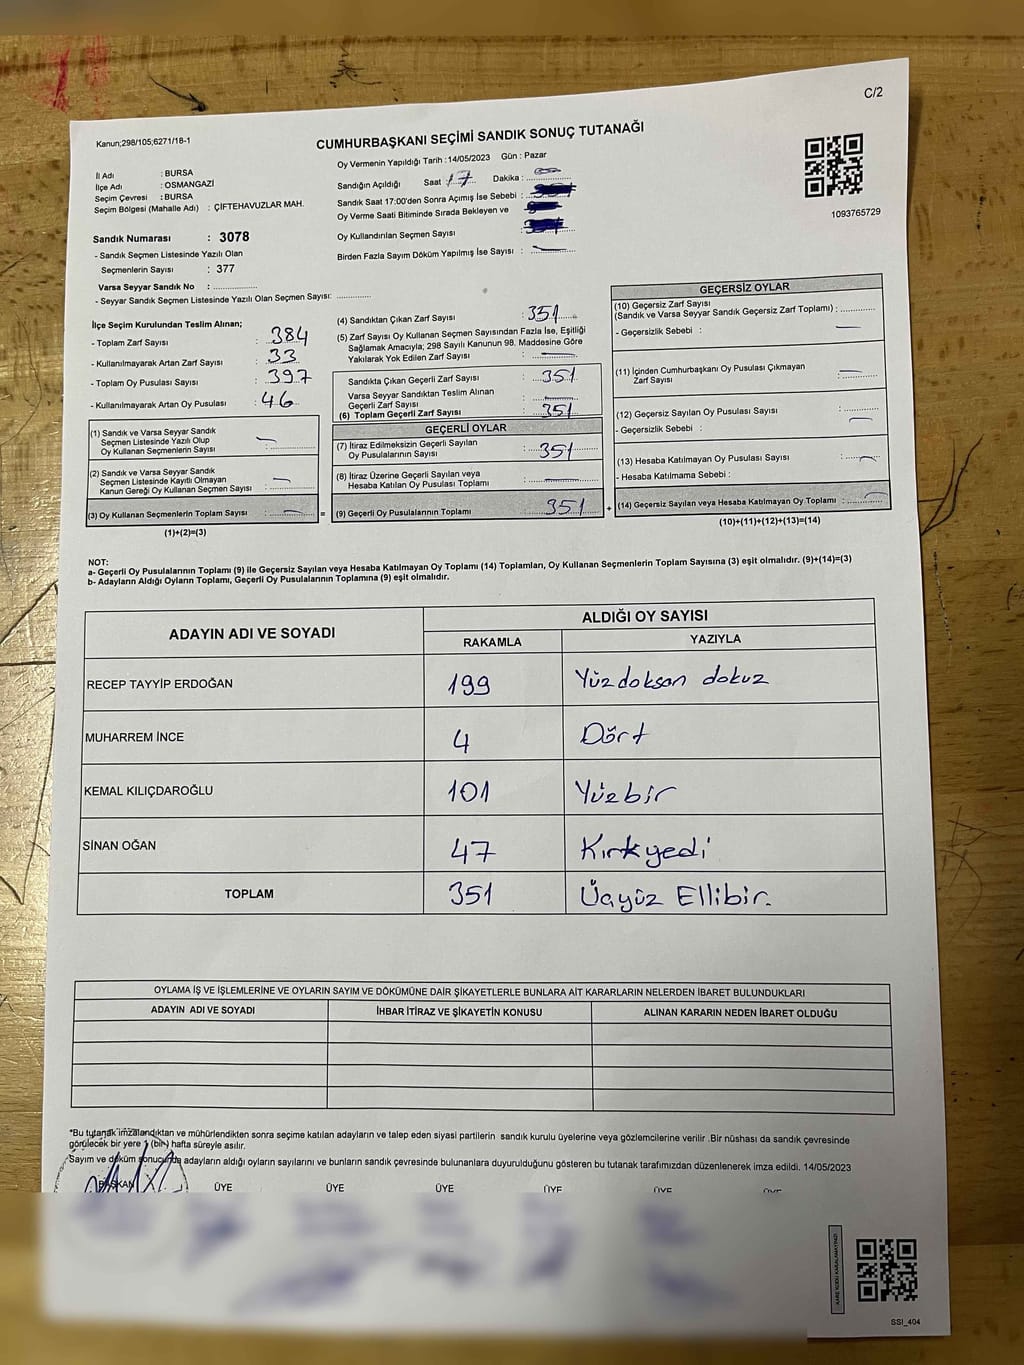 C/2
Kanun;298/105;6271/18-1
CUMHURBAŞKANI SEÇİMİ SANDIK SONUÇ TUTANAĞI
Oy Vermenin Yapıldığı Tarih : 14/05/2023 Gün : Pazar
İl Adı : BURSA
İlçe Adı : OSMANGAZİ
Seçim Çevresi : BURSA
Seçim Bölgesi (Mahalle Adı) : ÇİFTEHAVUZLAR MAH.
Sandığın Açıldığı Saat : 17 Dakika :
Sandık Saat 17:00'den Sonra Açımış İse Sebebi :
Oy Verme Saati Bitiminde Sırada Bekleyen ve
Oy Kullandırılan Seçmen Sayısı :
Birden Fazla Sayım Döküm Yapılmış İse Sayısı :
1093765729
Sandık Numarası : 3078
- Sandık Seçmen Listesinde Yazılı Olan
Seçmenlerin Sayısı : 377
Varsa Seyyar Sandık No :
- Seyyar Sandık Seçmen Listesinde Yazılı Olan Seçmen Sayısı:
İlçe Seçim Kurulundan Teslim Alınan;
- Toplam Zarf Sayısı : 384
- Kullanılmayarak Artan Zarf Sayısı : 33
- Toplam Oy Pusulası Sayısı : 397
- Kullanılmayarak Artan Oy Pusulası : 46
(1) Sandık ve Varsa Seyyar Sandık
Seçmen Listesinde Yazılı Olup
Oy Kullanan Seçmenlerin Sayısı :
(2) Sandık ve Varsa Seyyar Sandık
Seçmen Listesinde Kayıtlı Olmayan
Kanun Gereği Oy Kullanan Seçmen Sayısı :
(3) Oy Kullanan Seçmenlerin Toplam Sayısı :
(1)+(2)=(3)
(4) Sandıktan Çıkan Zarf Sayısı : 351
(5) Zarf Sayısı Oy Kullanan Seçmen Sayısından Fazla İse, Eşitliği
Sağlamak Amacıyla; 298 Sayılı Kanunun 98. Maddesine Göre
Yakılarak Yok Edilen Zarf Sayısı :
Sandıkta Çıkan Geçerli Zarf Sayısı : 351
Varsa Seyyar Sandıktan Teslim Alınan
Geçerli Zarf Sayısı :
(6) Toplam Geçerli Zarf Sayısı : 351
GEÇERLİ OYLAR
(7) İtiraz Edilmeksizin Geçerli Sayılan
Oy Pusulalarının Sayısı : 351
(8) İtiraz Üzerine Geçerli Sayılan veya
Hesaba Katılan Oy Pusulası Toplamı :
= (9) Geçerli Oy Pusulalarının Toplamı 351 +
GEÇERSİZ OYLAR
(10) Geçersiz Zarf Sayısı
(Sandık ve Varsa Seyyar Sandık Geçersiz Zarf Toplamı) :
- Geçersizlik Sebebi :
(11) İçinden Cumhurbaşkanı Oy Pusulası Çıkmayan
Zarf Sayısı :
(12) Geçersiz Sayılan Oy Pusulası Sayısı :
- Geçersizlik Sebebi :
(13) Hesaba Katılmayan Oy Pusulası Sayısı :
- Hesaba Katılmama Sebebi :
(14) Geçersiz Sayılan veya Hesaba Katılmayan Oy Toplamı :
(10)+(11)+(12)+(13)=(14)
NOT:
a- Geçerli Oy Pusulalarının Toplamı (9) ile Geçersiz Sayılan veya Hesaba Katılmayan Oy Toplamı (14) Toplamları, Oy Kullanan Seçmenlerin Toplam Sayısına (3) eşit olmalıdır. (9)+(14)=(3)
b- Adayların Aldığı Oyların Toplamı, Geçerli Oy Pusulalarının Toplamına (9) eşit olmalıdır.
ADAYIN ADI VE SOYADI
ALDIĞI OY SAYISI
RAKAMLA YAZIYLA
RECEP TAYYİP ERDOĞAN 199 Yüzdoksan dokuz
MUHARREM İNCE 4 Dört
KEMAL KILIÇDAROĞLU 101 Yüzbir
SİNAN OĞAN 47 Kırkyedi
TOPLAM 351 Üçyüz Ellibir.
OYLAMA İŞ VE İŞLEMLERİNE VE OYLARIN SAYIM VE DÖKÜMÜNE DAİR ŞİKAYETLERLE BUNLARA AİT KARARLARIN NELERDEN İBARET BULUNDUKLARI
ADAYIN ADI VE SOYADI İHBAR İTİRAZ VE ŞİKAYETİN KONUSU ALINAN KARARIN NEDEN İBARET OLDUĞU
*Bu tutanak imzalandıktan ve mühürlendikten sonra seçime katılan adayların ve talep eden siyasi partilerin sandık kurulu üyelerine veya gözlemcilerine verilir .Bir nüshası da sandık çevresinde
görülecek bir yere 1 (bir) hafta süreyle asılır.
Sayım ve döküm sonucunda adayların aldığı oyların sayılarını ve bunların sandık çevresinde bulunanlara duyurulduğunu gösteren bu tutanak tarafımızdan düzenlenerek imza edildi. 14/05/2023
BAŞKAN ÜYE ÜYE ÜYE ÜYE ÜYE ÜYE
KARE KODU KARALAMAYINIZ!
SSI_404